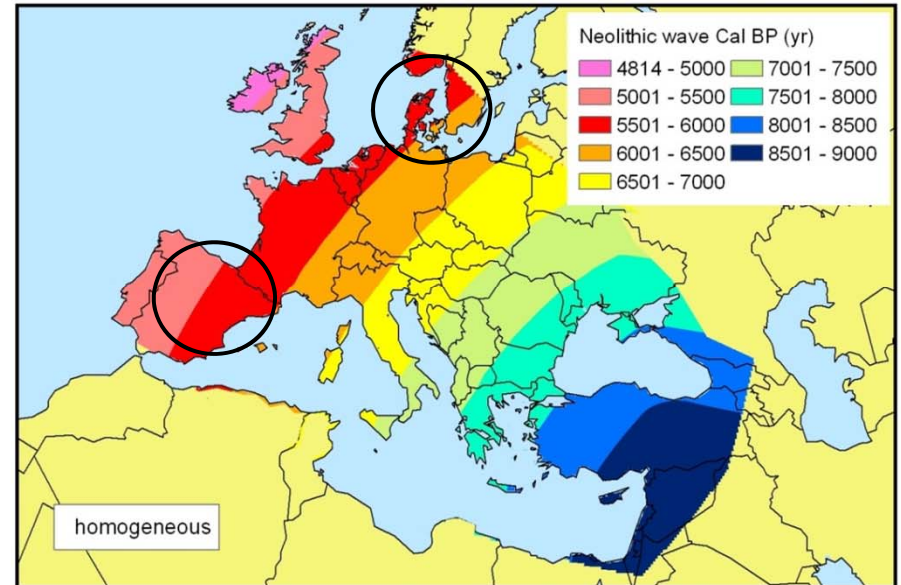 Neolithic wave Cal BP (yr)
4814 - 5000 7001 - 7500
5001 - 5500 7501 - 8000
5501 - 6000 8001 - 8500
6001 - 6500 8501 - 9000
6501 - 7000
homogeneous